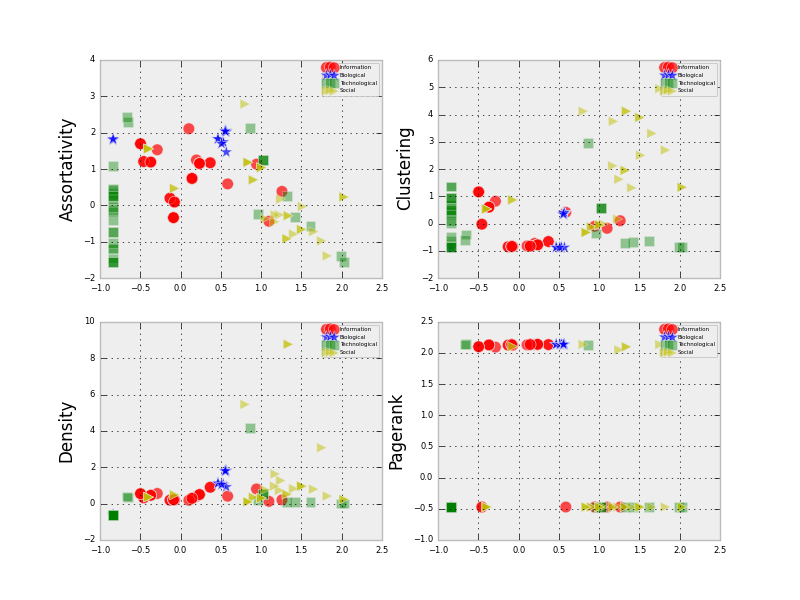 Assortativity
4
3
2
1
0
−1
−2
−1.0 −0.5 0.0 0.5 1.0 1.5 2.0 2.5
Information
Biological
Technological
Social
Clustering
6
5
4
3
2
1
0
−1
−2
−1.0 −0.5 0.0 0.5 1.0 1.5 2.0 2.5
Information
Biological
Technological
Social
Density
10
8
6
4
2
0
−2
−1.0 −0.5 0.0 0.5 1.0 1.5 2.0 2.5
Information
Biological
Technological
Social
Pagerank
2.5
2.0
1.5
1.0
0.5
0.0
−0.5
−1.0
−1.0 −0.5 0.0 0.5 1.0 1.5 2.0 2.5
Information
Biological
Technological
Social